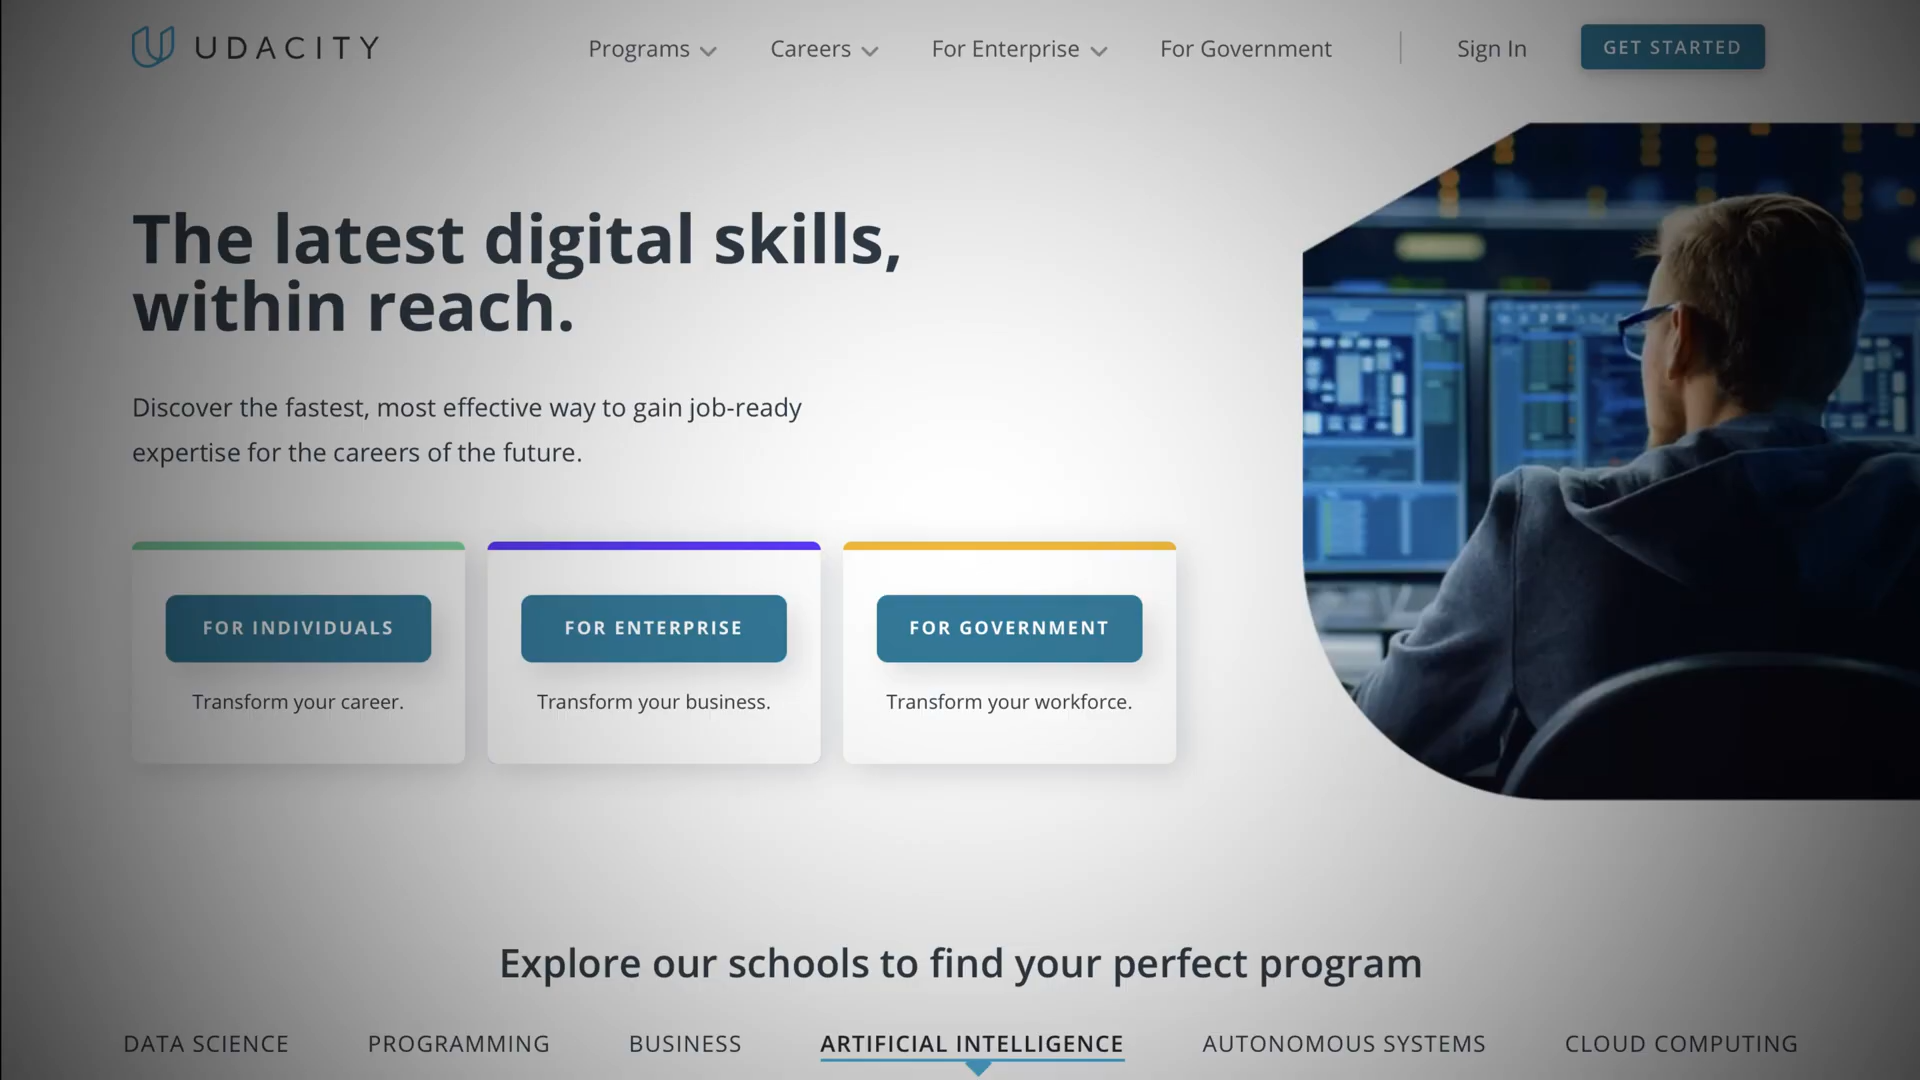 UDACITY
Programs
Careers
For Enterprise
For Government
Sign In
GET STARTED
The latest digital skills,
within reach.
Discover the fastest, most effective way to gain job-ready
expertise for the careers of the future.
FOR INDIVIDUALS
Transform your career.
FOR ENTERPRISE
Transform your business.
FOR GOVERNMENT
Transform your workforce.
Explore our schools to find your perfect program
DATA SCIENCE
PROGRAMMING
BUSINESS
ARTIFICIAL INTELLIGENCE
AUTONOMOUS SYSTEMS
CLOUD COMPUTING